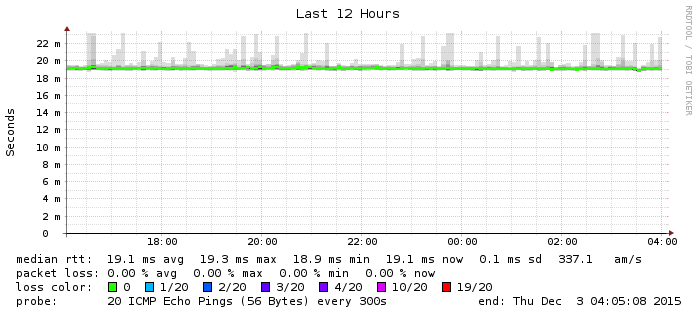 Last 12 Hours
RRDTOOL / TOBI OETIKER
Seconds
22 m
20 m
18 m
16 m
14 m
12 m
10 m
8 m
6 m
4 m
2 m
0
18:00 20:00 22:00 00:00 02:00 04:00
median rtt: 19.1 ms avg 19.3 ms max 18.9 ms min 19.1 ms now 0.1 ms sd 337.1 am/s
packet loss: 0.00 % avg 0.00 % max 0.00 % min 0.00 % now
loss color: 0 1/20 2/20 3/20 4/20 10/20 19/20
probe: 20 ICMP Echo Pings (56 Bytes) every 300s end: Thu Dec 3 04:05:08 2015